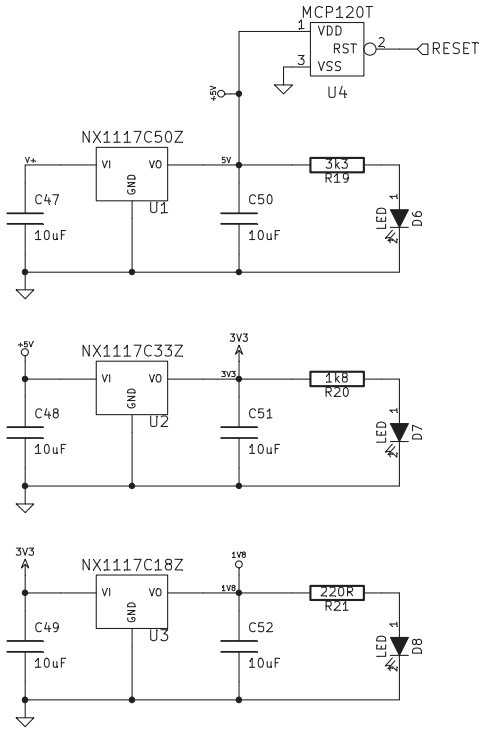 MCP120T
1 VDD
RST 2 RESET
3 VSS
U4
+5V
NX1117C50Z
V+ VI VO 5V 3k3
GND R19
U1
C47 C50 1
10uF 10uF LED D6
2
+5V NX1117C33Z 3V3
VI VO 3V3 1k8
GND R20
U2
C48 C51 1
10uF 10uF LED D7
2
3V3 NX1117C18Z 1V8
VI VO 1V8 220R
GND R21
U3
C49 C52 1
10uF 10uF LED D8
2